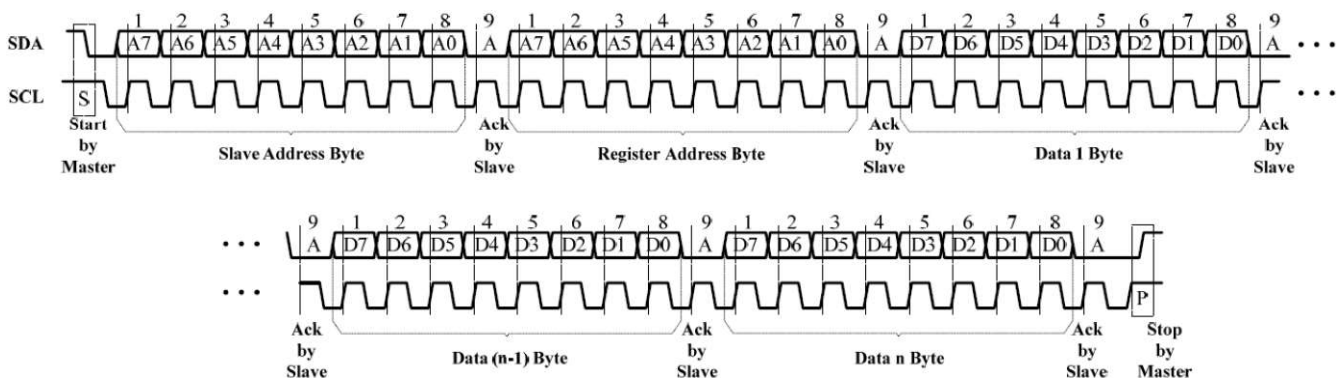 1 2 3 4 5 6 7 8 9 1 2 3 4 5 6 7 8 9 1 2 3 4 5 6 7 8 9
SDA A7 A6 A5 A4 A3 A2 A1 A0 A A7 A6 A5 A4 A3 A2 A1 A0 A D7 D6 D5 D4 D3 D2 D1 D0 A • • •
SCL S • • •
Start by Master
Slave Address Byte
Ack by Slave
Register Address Byte
Ack by Slave
Data 1 Byte
Ack by Slave
9 1 2 3 4 5 6 7 8 9 1 2 3 4 5 6 7 8 9
• • • A D7 D6 D5 D4 D3 D2 D1 D0 A D7 D6 D5 D4 D3 D2 D1 D0 A
• • • P
Ack by Slave
Data (n-1) Byte
Ack by Slave
Data n Byte
Ack by Slave
Stop by Master